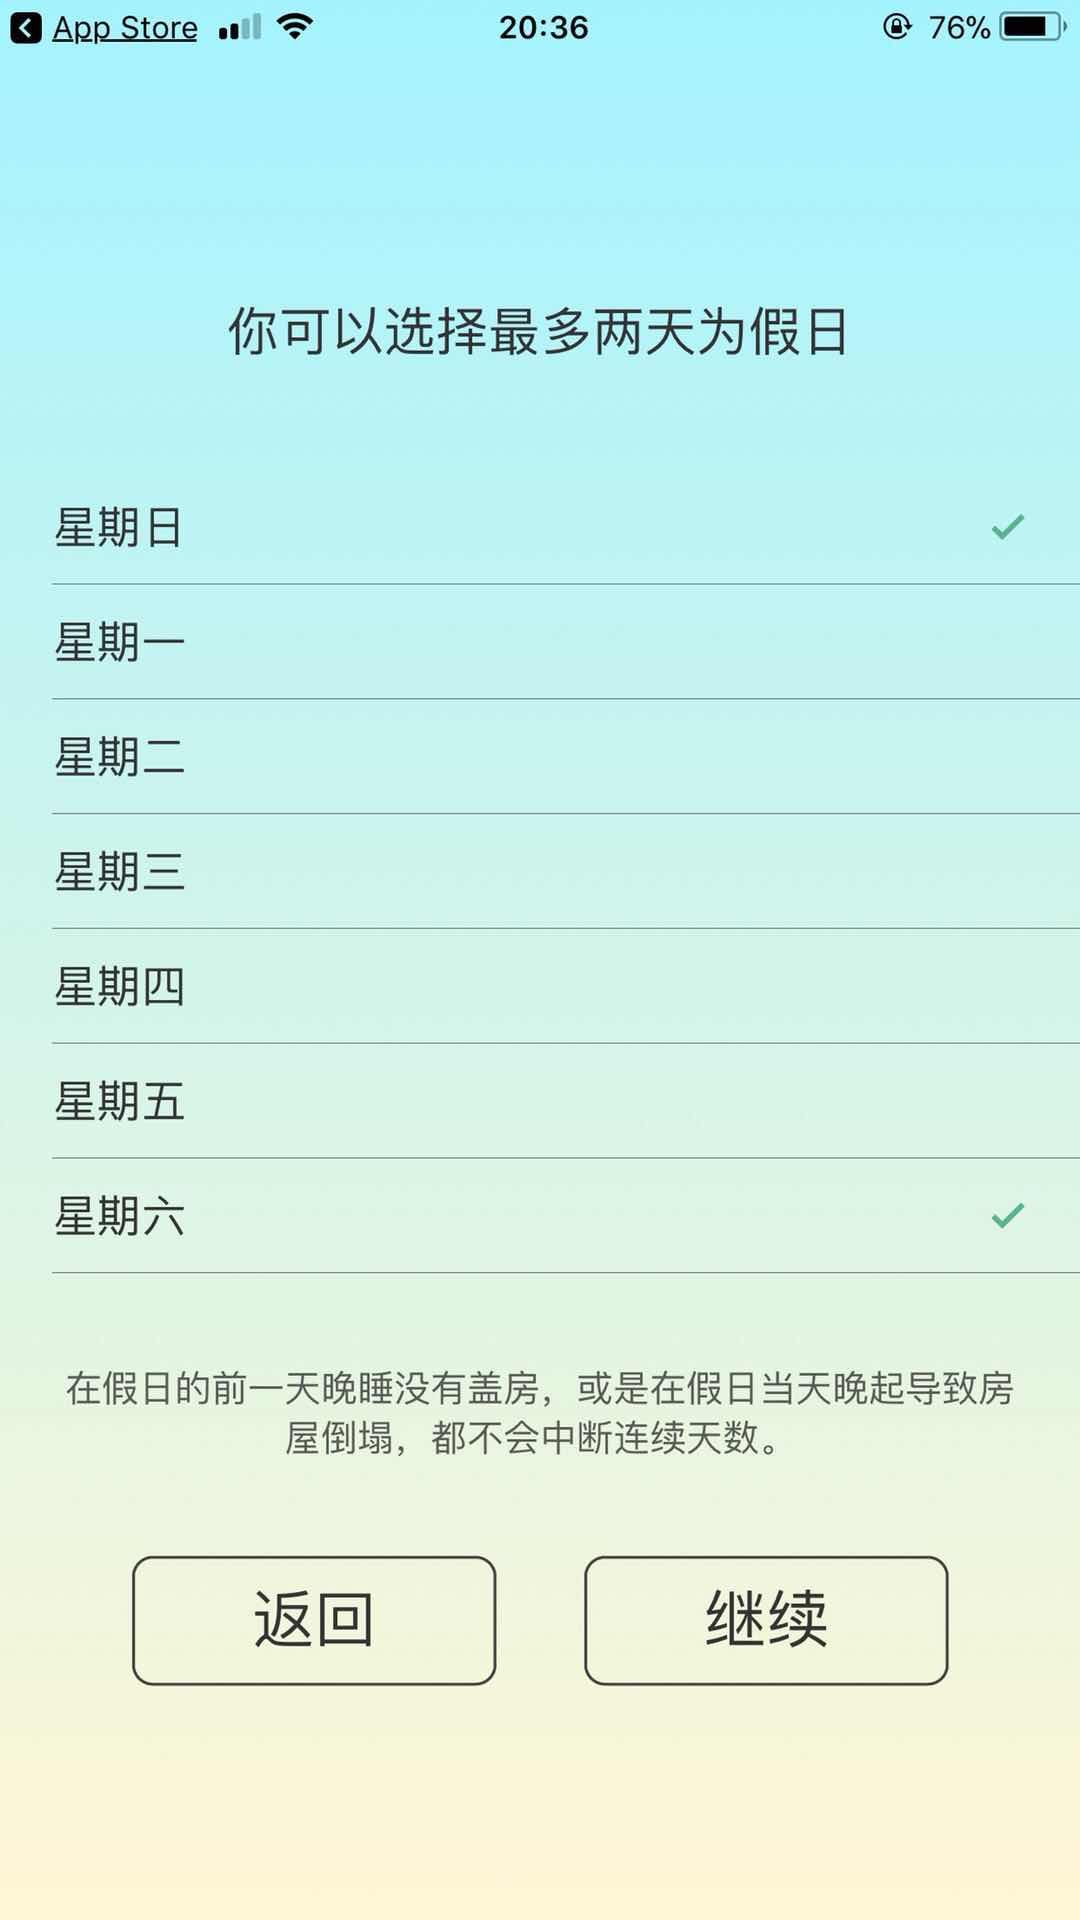 App Store 20:36 76%
你可以选择最多两天为假日
星期日
星期一
星期二
星期三
星期四
星期五
星期六
在假日的前一天晚睡没有盖房，或是在假日当天晚起导致房
屋倒塌，都不会中断连续天数。
返回 继续